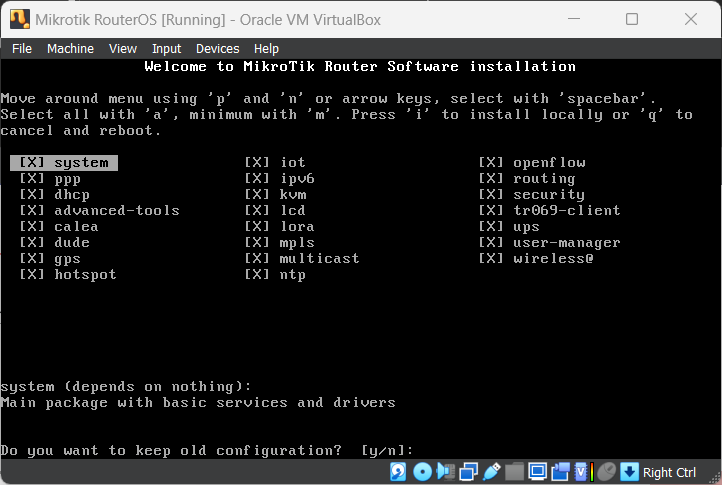 Mikrotik RouterOS [Running] - Oracle VM VirtualBox
File Machine View Input Devices Help
Welcome to MikroTik Router Software installation
Move around menu using 'p' and 'n' or arrow keys, select with 'spacebar'.
Select all with 'a', minimum with 'm'. Press 'i' to install locally or 'q' to
cancel and reboot.
[X] system [X] iot [X] openflow
[X] ppp [X] ipv6 [X] routing
[X] dhcp [X] kvm [X] security
[X] advanced-tools [X] lcd [X] tr069-client
[X] calea [X] lora [X] ups
[X] dude [X] mpls [X] user-manager
[X] gps [X] multicast [X] wireless@
[X] hotspot [X] ntp
system (depends on nothing):
Main package with basic services and drivers
Do you want to keep old configuration? [y/n]:
Right Ctrl